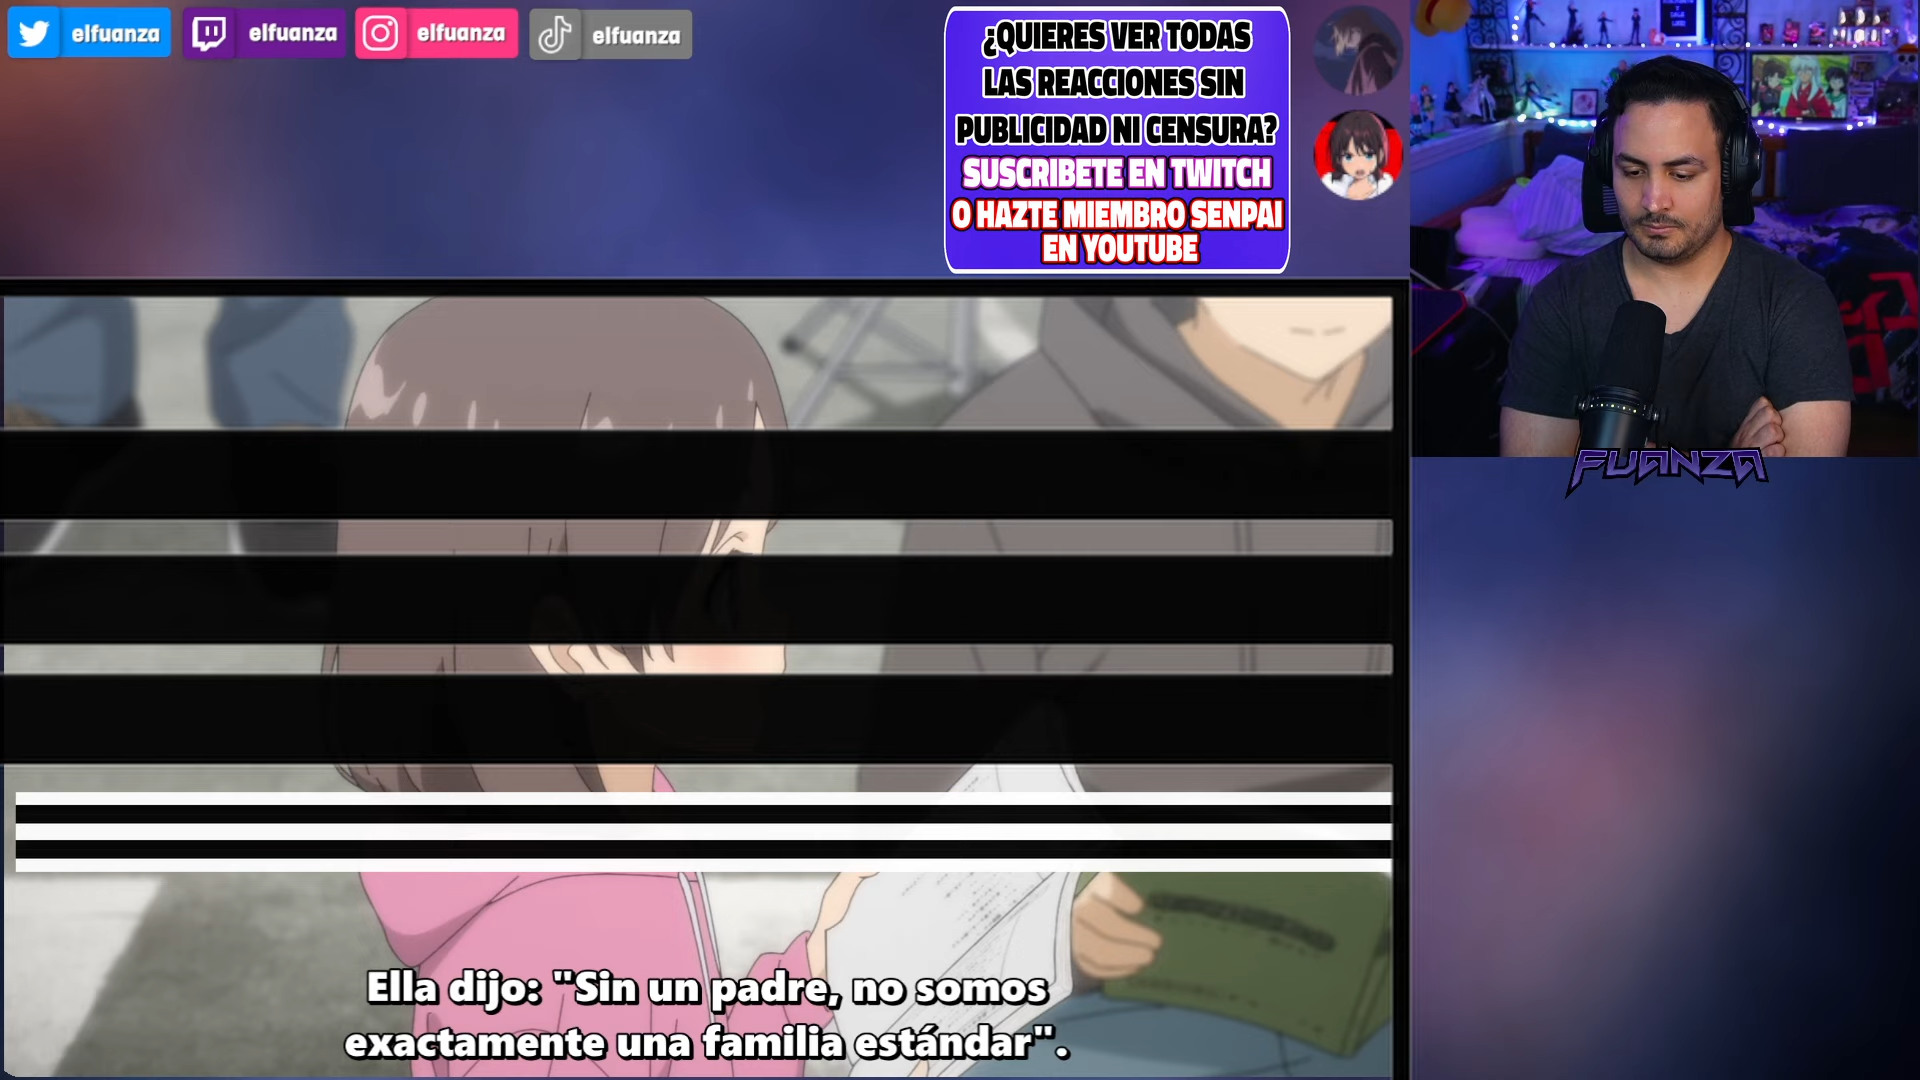 elfuanza
elfuanza
elfuanza
elfuanza
¿QUIERES VER TODAS
LAS REACCIONES SIN
PUBLICIDAD NI CENSURA?
SUSCRIBETE EN TWITCH
O HAZTE MIEMBRO SENPAI
EN YOUTUBE
FUANZA
Ella dijo: "Sin un padre, no somos
exactamente una familia estándar".